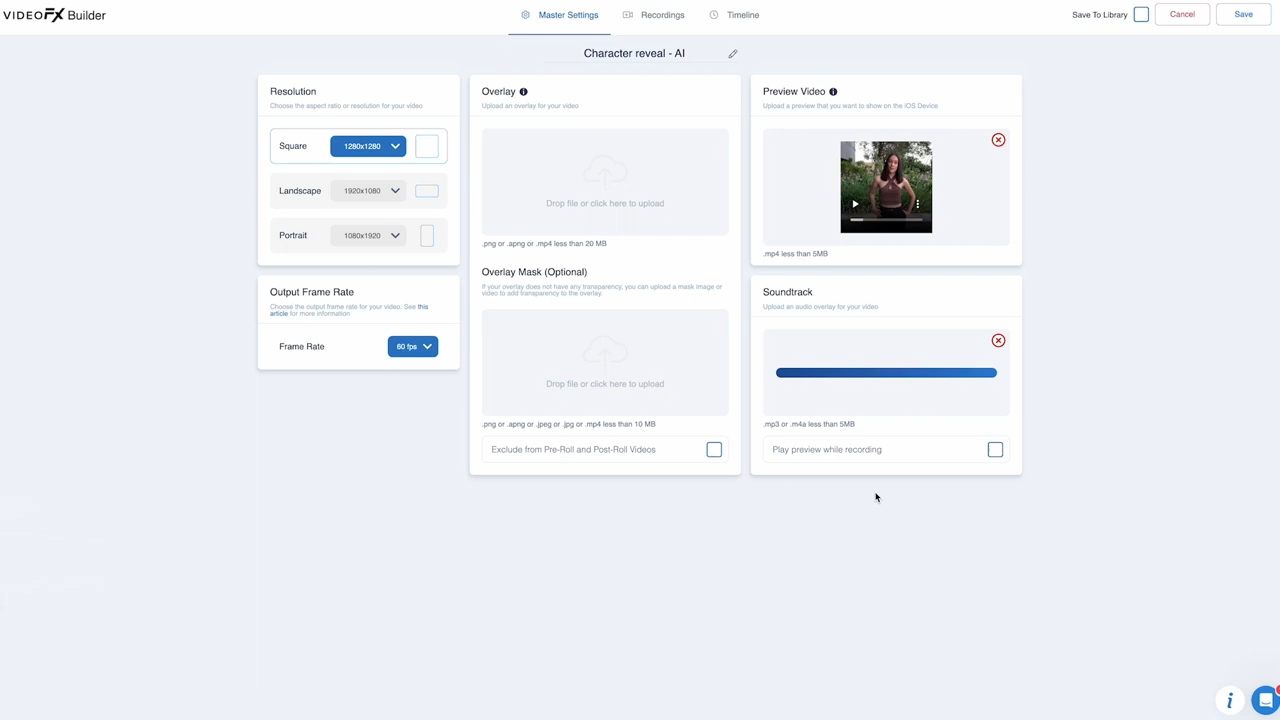 VIDEOFX Builder
Master Settings
Recordings
Timeline
Save To Library
Cancel
Save
Character reveal - AI
Resolution
Choose the aspect ratio or resolution for your video
Square
1280x1280
Landscape
1920x1080
Portrait
1080x1920
Output Frame Rate
Choose the output frame rate for your video. See this
article for more information
Frame Rate
60 fps
Overlay
Upload an overlay for your video
Drop file or click here to upload
.png or .apng or .mp4 less than 20 MB
Overlay Mask (Optional)
If your overlay does not have any transparency, you can upload a mask image or
video to add transparency to the overlay.
Drop file or click here to upload
.png or .apng or .jpeg or .jpg or .mp4 less than 10 MB
Exclude from Pre-Roll and Post-Roll Videos
Preview Video
Upload a preview that you want to show on the iOS Device
.mp4 less than 5MB
Soundtrack
Upload an audio overlay for your video
.mp3 or .m4a less than 5MB
Play preview while recording